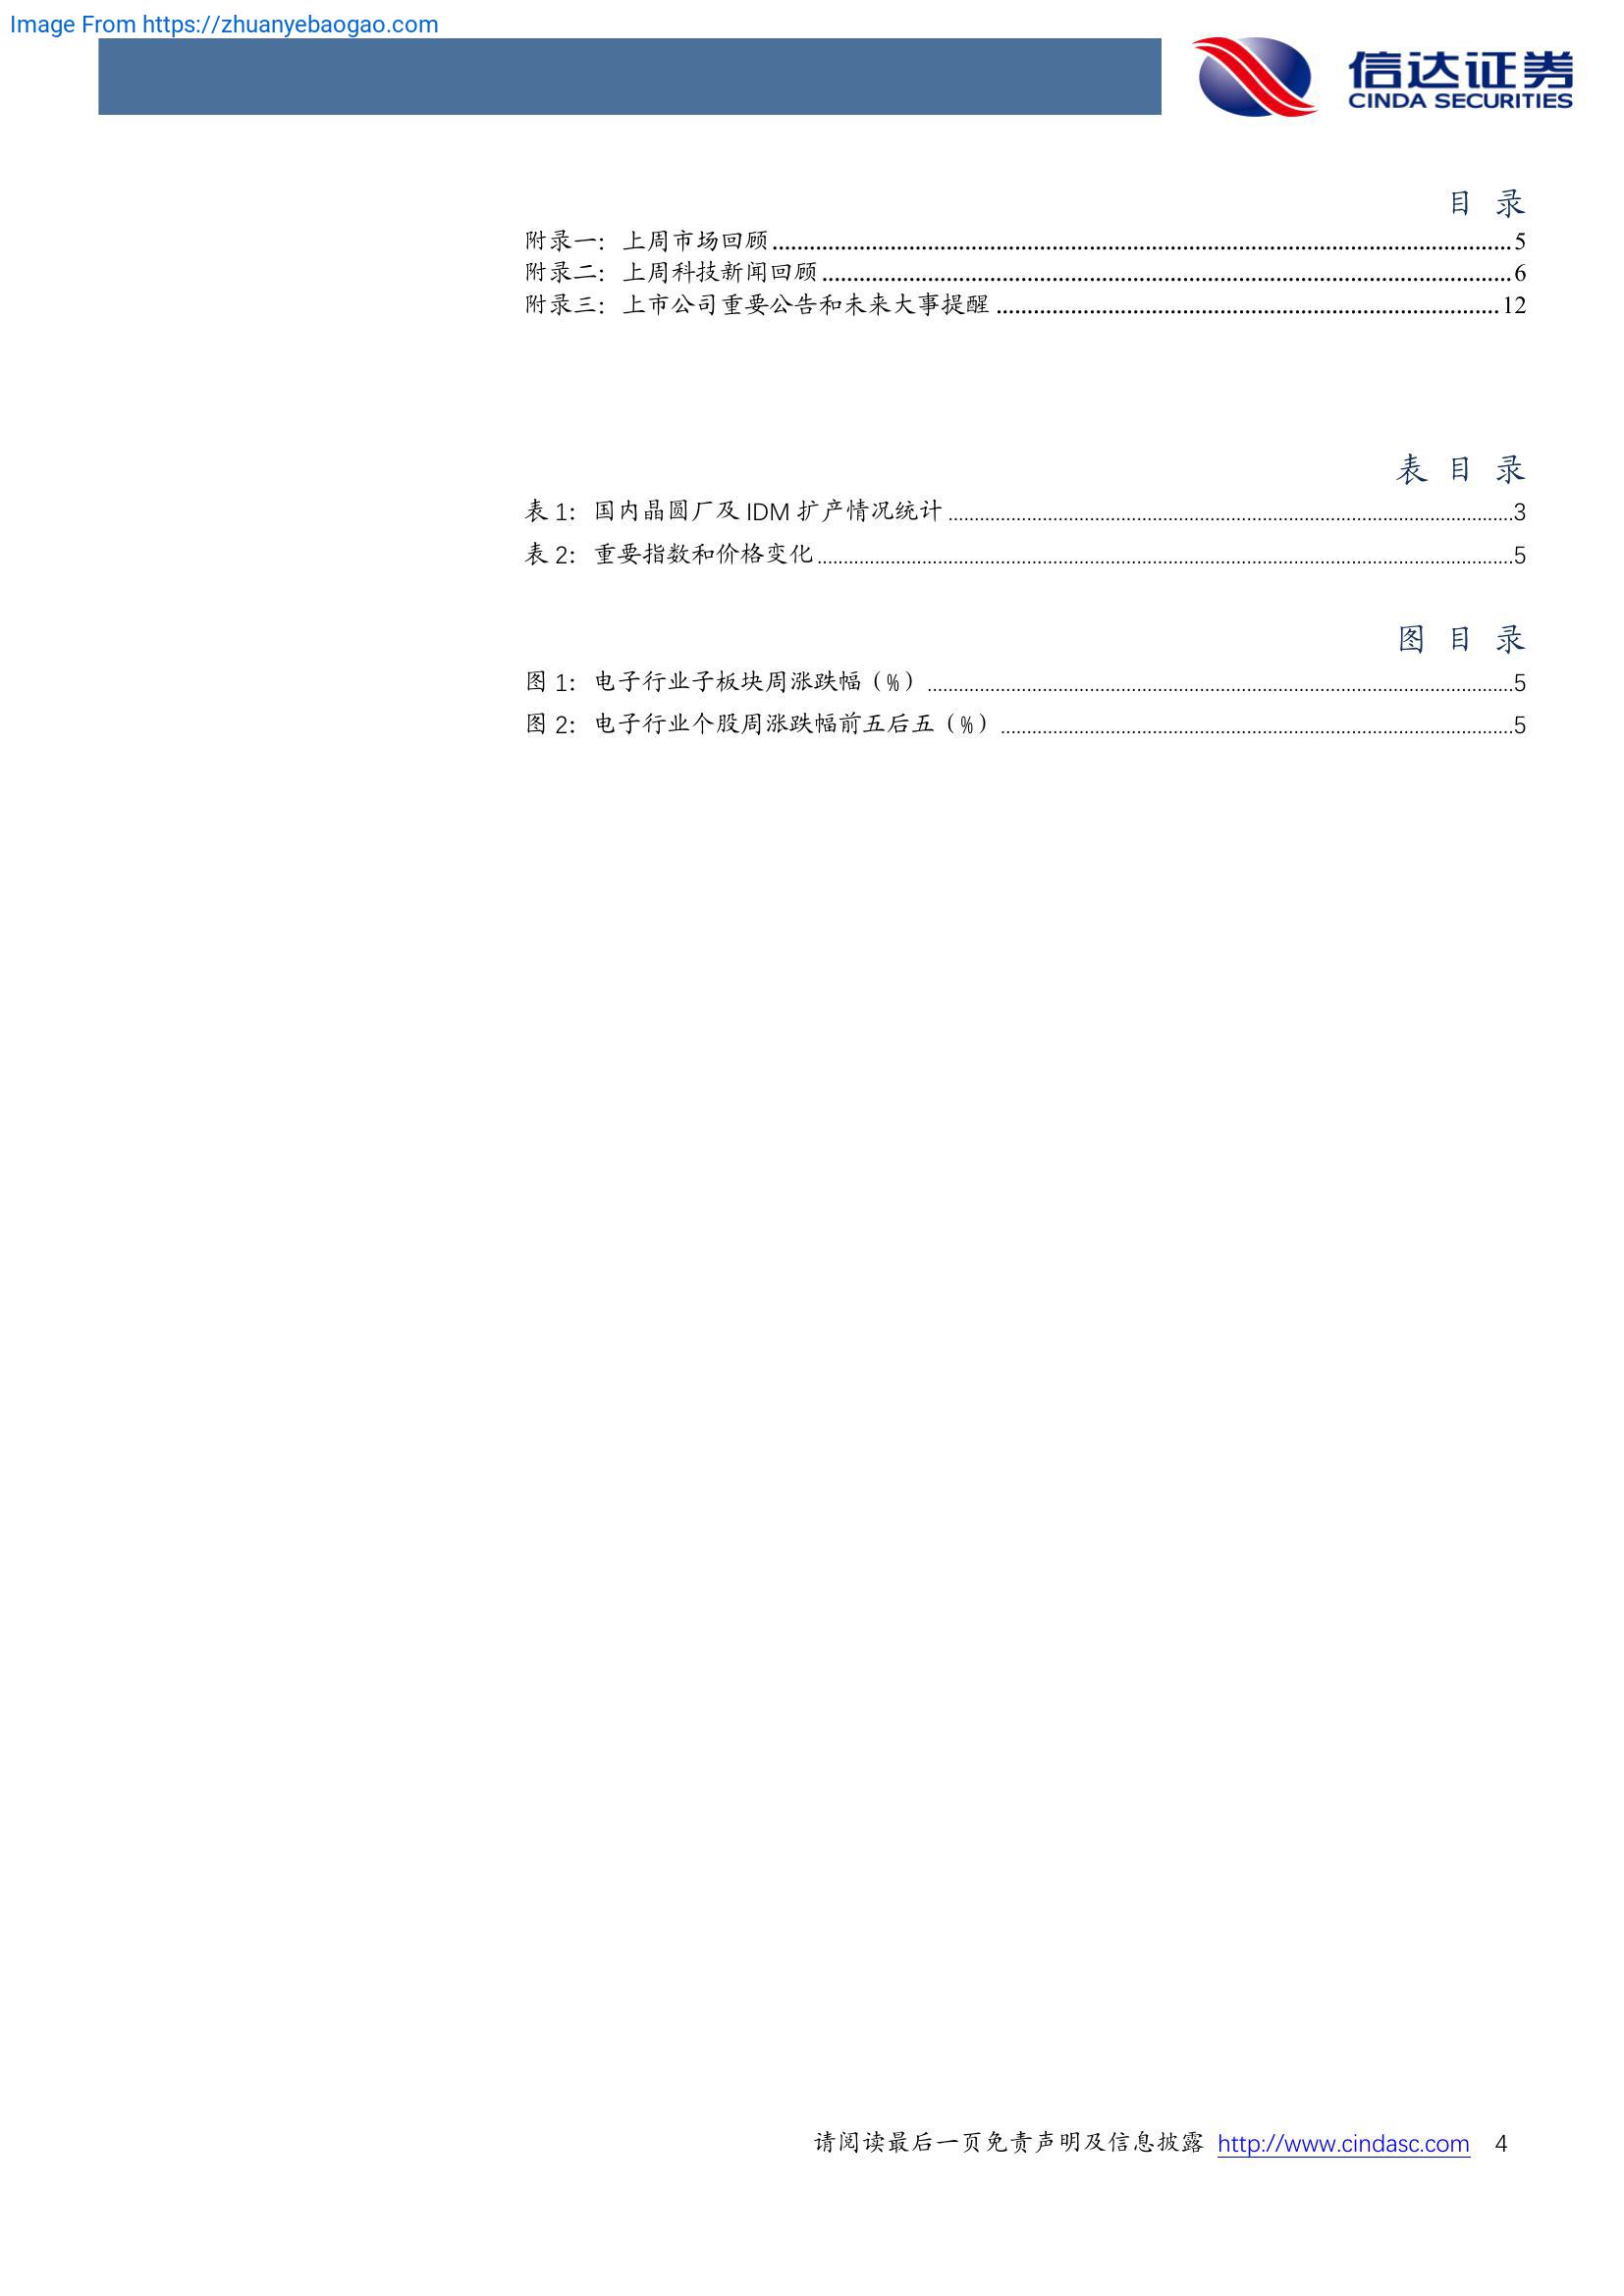 Image From https://zhuanyebaogao.com
信达证券
CINDA SECURITIES
目 录
附录一：上周市场回顾........................5
附录二：上周科技新闻回顾........................6
附录三：上市公司重要公告和未来大事提醒........................12
表 目 录
表 1：国内晶圆厂及 IDM 扩产情况统计........................3
表 2：重要指数和价格变化........................5
图 目 录
图 1：电子行业子板块周涨跌幅（%）........................5
图 2：电子行业个股周涨跌幅前五后五（%）........................5
请阅读最后一页免责声明及信息披露 http://www.cindasc.com 4